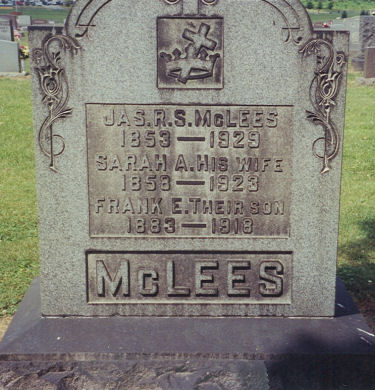 JAS. R. S. McLEES
1853 — 1929
SARAH A. HIS WIFE
1858 — 1923
FRANK E. THEIR SON
1883 — 1918
McLEES